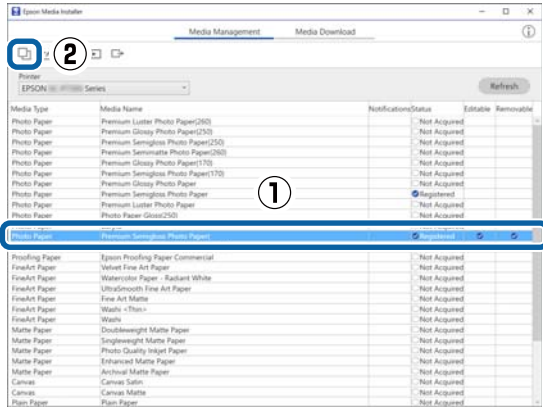 Epson Media Installer
Media Management Media Download
②
Printer
EPSON Series
Refresh
Media Type Media Name Notifications Status Editable Removable
Photo Paper Premium Luster Photo Paper(260) Not Acquired
Photo Paper Premium Glossy Photo Paper(250) Not Acquired
Photo Paper Premium Semigloss Photo Paper(250) Not Acquired
Photo Paper Premium Semimatte Photo Paper(260) Not Acquired
Photo Paper Premium Glossy Photo Paper(170) Not Acquired
Photo Paper Premium Semigloss Photo Paper(170) Not Acquired
Photo Paper Premium Glossy Photo Paper Not Acquired
Photo Paper Premium Semigloss Photo Paper Registered
Photo Paper Premium Luster Photo Paper Not Acquired
Photo Paper Photo Paper Gloss(250) Not Acquired
①
Photo Paper Premium Semigloss Photo Paper( Registered
Proofing Paper Epson Proofing Paper Commercial Not Acquired
FineArt Paper Velvet Fine Art Paper Not Acquired
FineArt Paper Watercolor Paper - Radiant White Not Acquired
FineArt Paper UltraSmooth Fine Art Paper Not Acquired
FineArt Paper Fine Art Matte Not Acquired
FineArt Paper Washi <Thin> Not Acquired
FineArt Paper Washi Not Acquired
Matte Paper Doubleweight Matte Paper Not Acquired
Matte Paper Singleweight Matte Paper Not Acquired
Matte Paper Photo Quality Inkjet Paper Not Acquired
Matte Paper Enhanced Matte Paper Not Acquired
Matte Paper Archival Matte Paper Not Acquired
Canvas Canvas Satin Not Acquired
Canvas Canvas Matte Not Acquired
Plain Paper Plain Paper Not Acquired